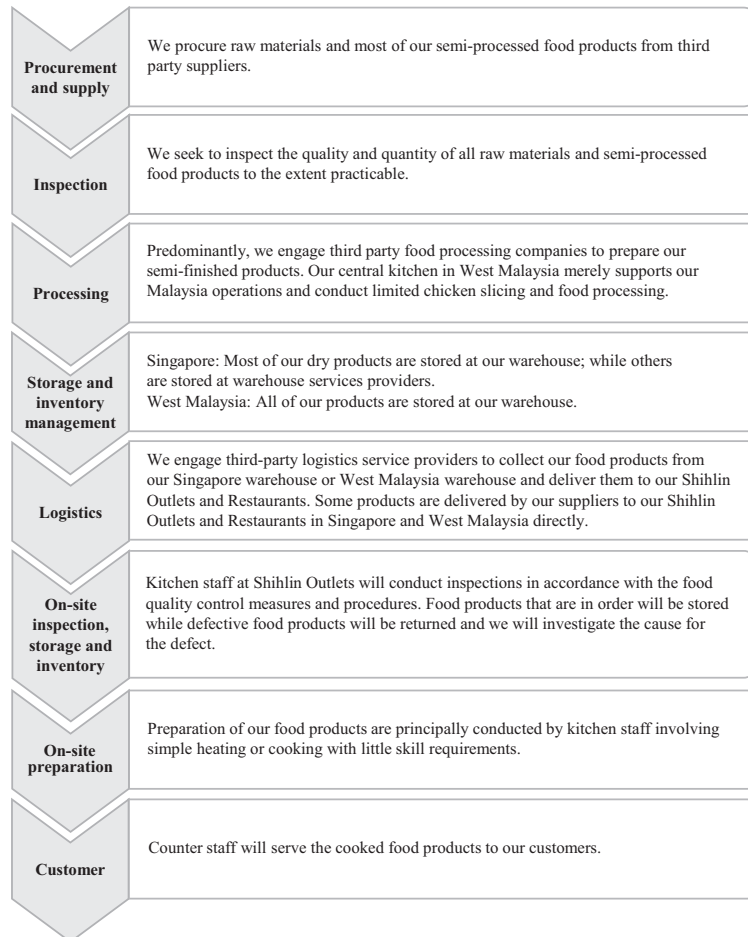 Procurement
and supply
We procure raw materials and most of our semi-processed food products from third
party suppliers.
Inspection
We seek to inspect the quality and quantity of all raw materials and semi-processed
food products to the extent practicable.
Processing
Predominantly, we engage third party food processing companies to prepare our
semi-finished products. Our central kitchen in West Malaysia merely supports our
Malaysia operations and conduct limited chicken slicing and food processing.
Storage and
inventory
management
Singapore: Most of our dry products are stored at our warehouse; while others
are stored at warehouse services providers.
West Malaysia: All of our products are stored at our warehouse.
Logistics
We engage third-party logistics service providers to collect our food products from
our Singapore warehouse or West Malaysia warehouse and deliver them to our Shihlin
Outlets and Restaurants. Some products are delivered by our suppliers to our Shihlin
Outlets and Restaurants in Singapore and West Malaysia directly.
On-site
inspection,
storage and
inventory
Kitchen staff at Shihlin Outlets will conduct inspections in accordance with the food
quality control measures and procedures. Food products that are in order will be stored
while defective food products will be returned and we will investigate the cause for
the defect.
On-site
preparation
Preparation of our food products are principally conducted by kitchen staff involving
simple heating or cooking with little skill requirements.
Customer
Counter staff will serve the cooked food products to our customers.